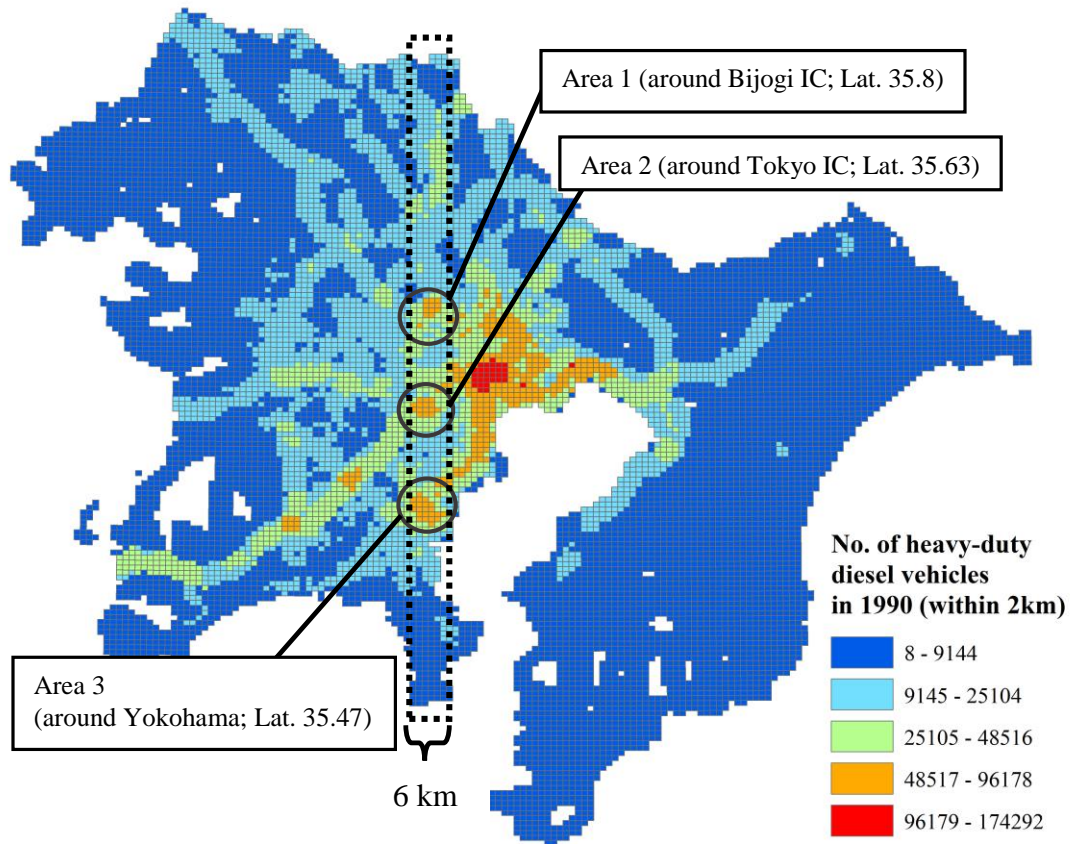 Area 1 (around Bijogi IC; Lat. 35.8)
Area 2 (around Tokyo IC; Lat. 35.63)
Area 3
(around Yokohama; Lat. 35.47)
6 km
No. of heavy-duty
diesel vehicles
in 1990 (within 2km)
8 - 9144
9145 - 25104
25105 - 48516
48517 - 96178
96179 - 174292